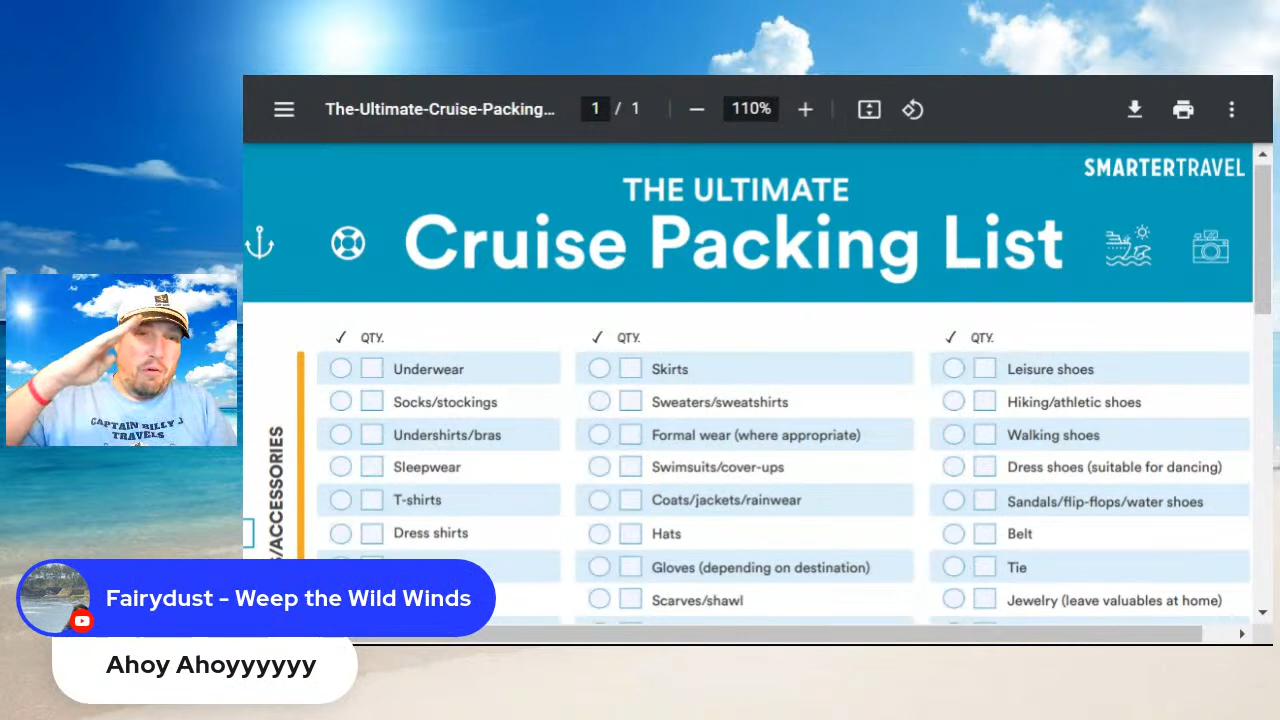 The-Ultimate-Cruise-Packing... 1 / 1 110%
SMARTERTRAVEL
THE ULTIMATE
Cruise Packing List
✓ QTY. ✓ QTY. ✓ QTY.
Underwear Skirts Leisure shoes
Socks/stockings Sweaters/sweatshirts Hiking/athletic shoes
Undershirts/bras Formal wear (where appropriate) Walking shoes
Sleepwear Swimsuits/cover-ups Dress shoes (suitable for dancing)
T-shirts Coats/jackets/rainwear Sandals/flip-flops/water shoes
Dress shirts Hats Belt
Gloves (depending on destination) Tie
Scarves/shawl Jewelry (leave valuables at home)
/ACCESSORIES
CAPTAIN BILLY J
TRAVELS
Fairydust - Weep the Wild Winds
Ahoy Ahoyyyyyy